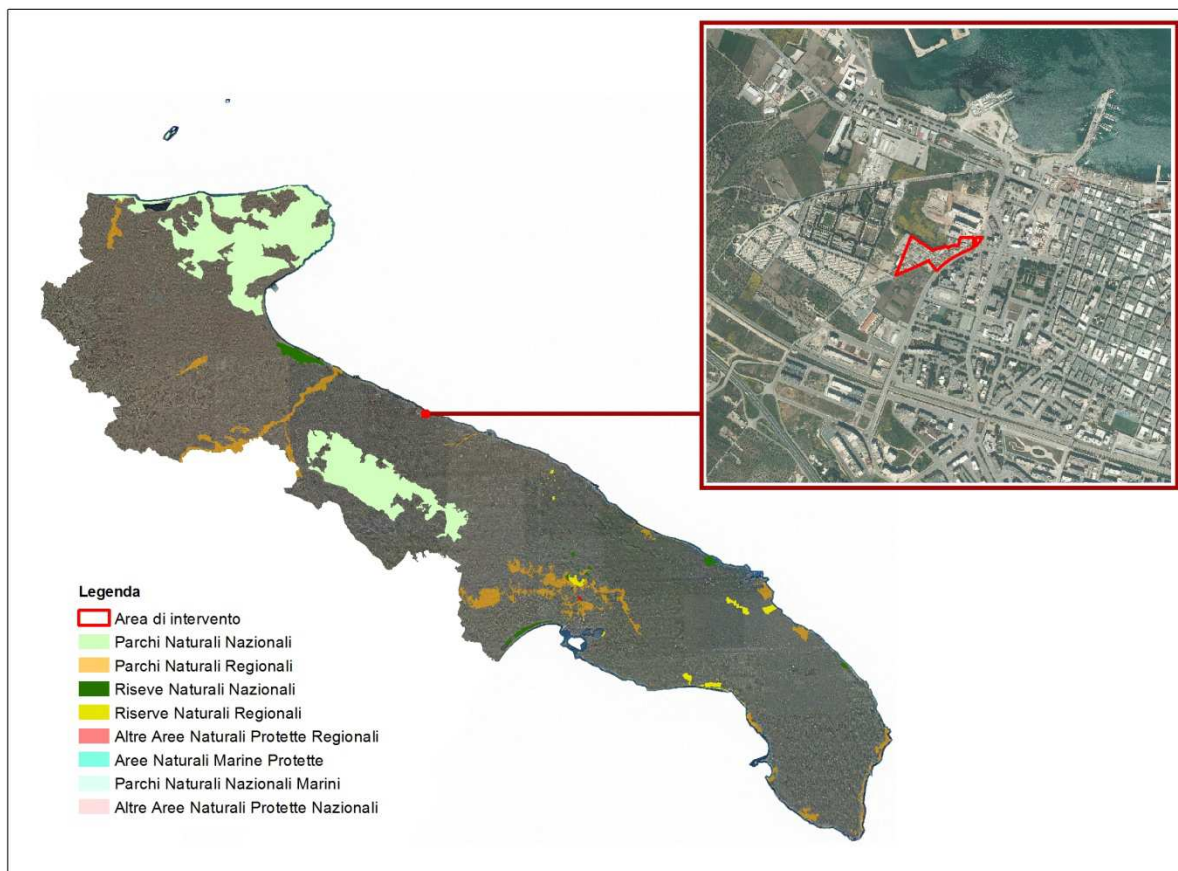 Legenda
Area di intervento
Parchi Naturali Nazionali
Parchi Naturali Regionali
Riseve Naturali Nazionali
Riserve Naturali Regionali
Altre Aree Naturali Protette Regionali
Aree Naturali Marine Protette
Parchi Naturali Nazionali Marini
Altre Aree Naturali Protette Nazionali